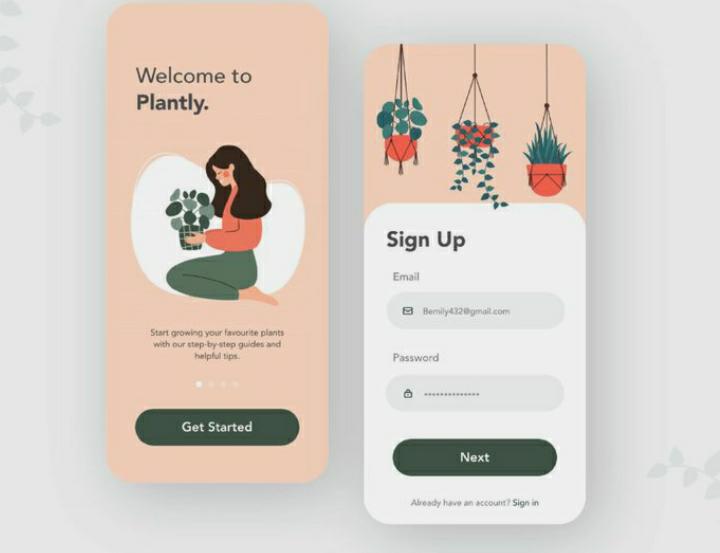 Welcome to
Plantly.
Start growing your favourite plants
with our step-by-step guides and
helpful tips.
Get Started
Sign Up
Email
Bemily432@gmail.com
Password
--------------
Next
Already have an account? Sign in